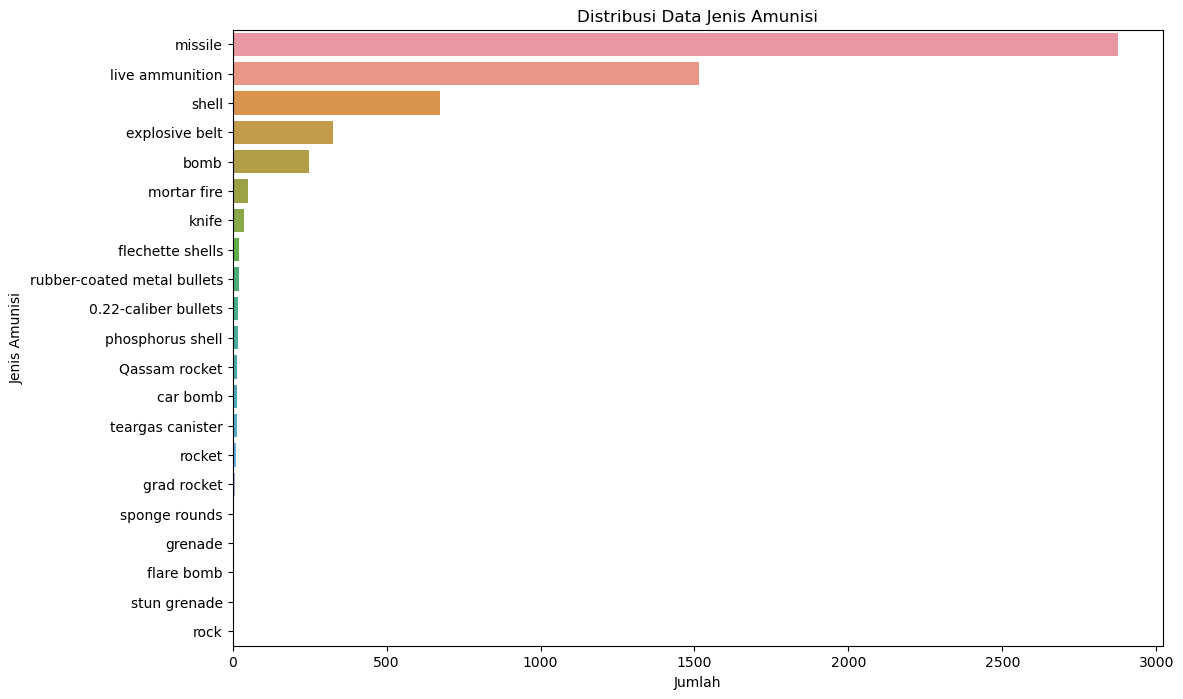 Distribusi Data Jenis Amunisi
missile
live ammunition
shell
explosive belt
bomb
mortar fire
knife
flechette shells
rubber-coated metal bullets
0.22-caliber bullets
phosphorus shell
Qassam rocket
car bomb
teargas canister
rocket
grad rocket
sponge rounds
grenade
flare bomb
stun grenade
rock
Jenis Amunisi
0 500 1000 1500 2000 2500 3000
Jumlah